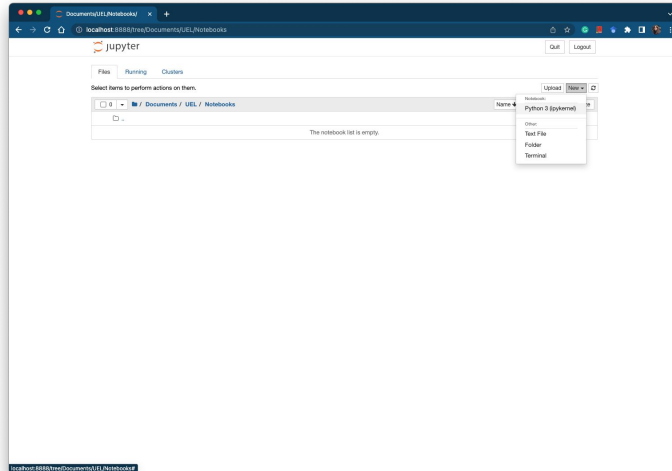 Documents/UEL/Notebooks/
localhost:8888/tree/Documents/UEL/Notebooks
jupyter
Quit Logout
Files Running Clusters
Select items to perform actions on them.
Upload New
0 / Documents / UEL / Notebooks Name
Notebook:
Python 3 (ipykernel)
..
Other:
The notebook list is empty.
Text File
Folder
Terminal
localhost:8888/tree/Documents/UEL/Notebooks#